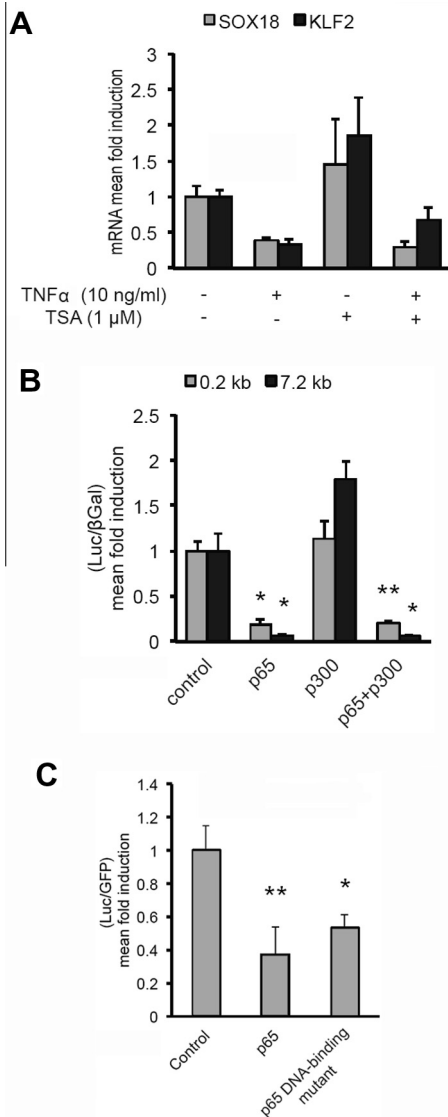 A
SOX18 KLF2
mRNA mean fold induction
3
2.5
2
1.5
1
0.5
0
TNFα (10 ng/ml) - + - +
TSA (1 µM) - - + +
B
0.2 kb 7.2 kb
(Luc/βGal)
mean fold induction
2.5
2
1.5
1
0.5
0
* * ** *
control p65 p300 p65+p300
C
(Luc/GFP)
mean fold induction
1.4
1.2
1
0.8
0.6
0.4
0.2
0
** *
Control p65 p65 DNA-binding
mutant